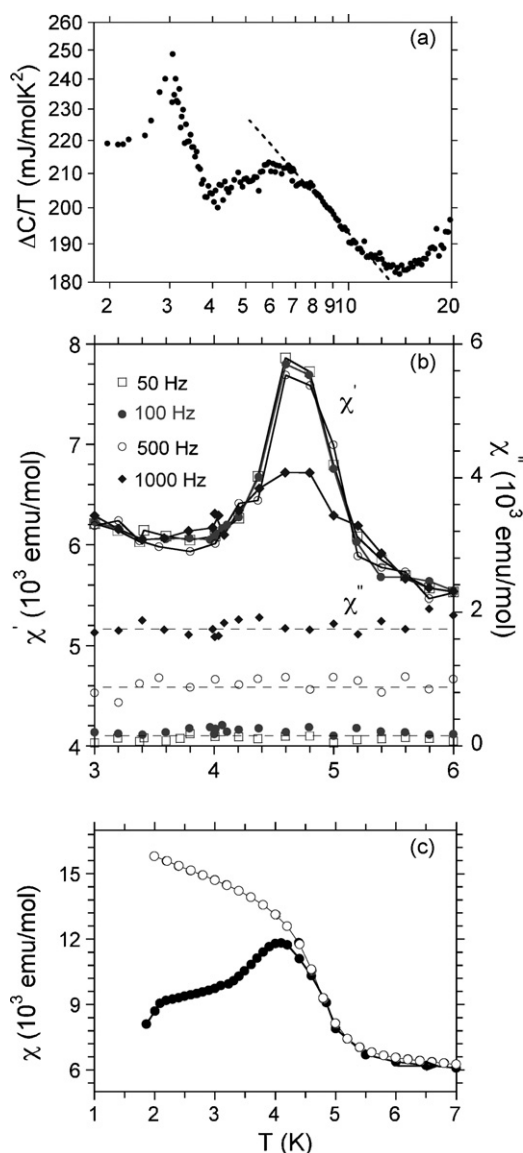 (a)
ΔC/T (mJ/molK²)
260
250
240
230
220
210
200
190
180
2 3 4 5 6 7 8 9 10 20
(b)
χ' (10³ emu/mol)
8
7
6
5
4
50 Hz
100 Hz
500 Hz
1000 Hz
χ'
χ"
6
4
2
0
χ" (10³ emu/mol)
3 4 5 6
(c)
χ (10³ emu/mol)
15
12
9
6
1 2 3 4 5 6 7
T (K)